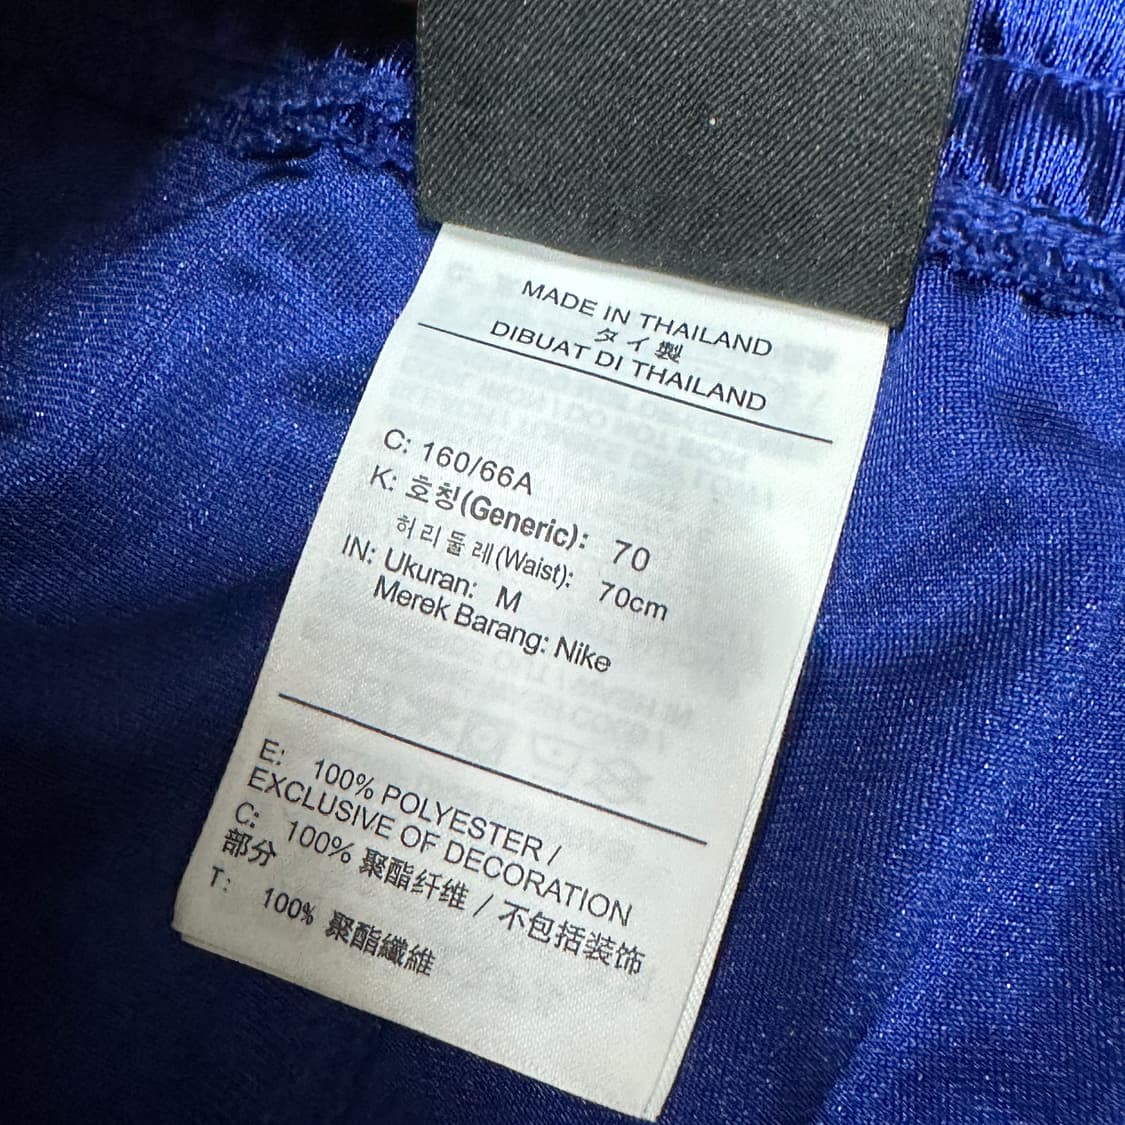 MADE IN THAILAND
タイ製
DIBUAT DI THAILAND
C: 160/66A
K: 호칭(Generic): 70
허리둘레(Waist): 70cm
IN: Ukuran: M
Merek Barang: Nike
E: 100% POLYESTER /
EXCLUSIVE OF DECORATION
C: 100% 聚酯纤维 / 不包括装饰
部分
T: 100% 聚酯纖維